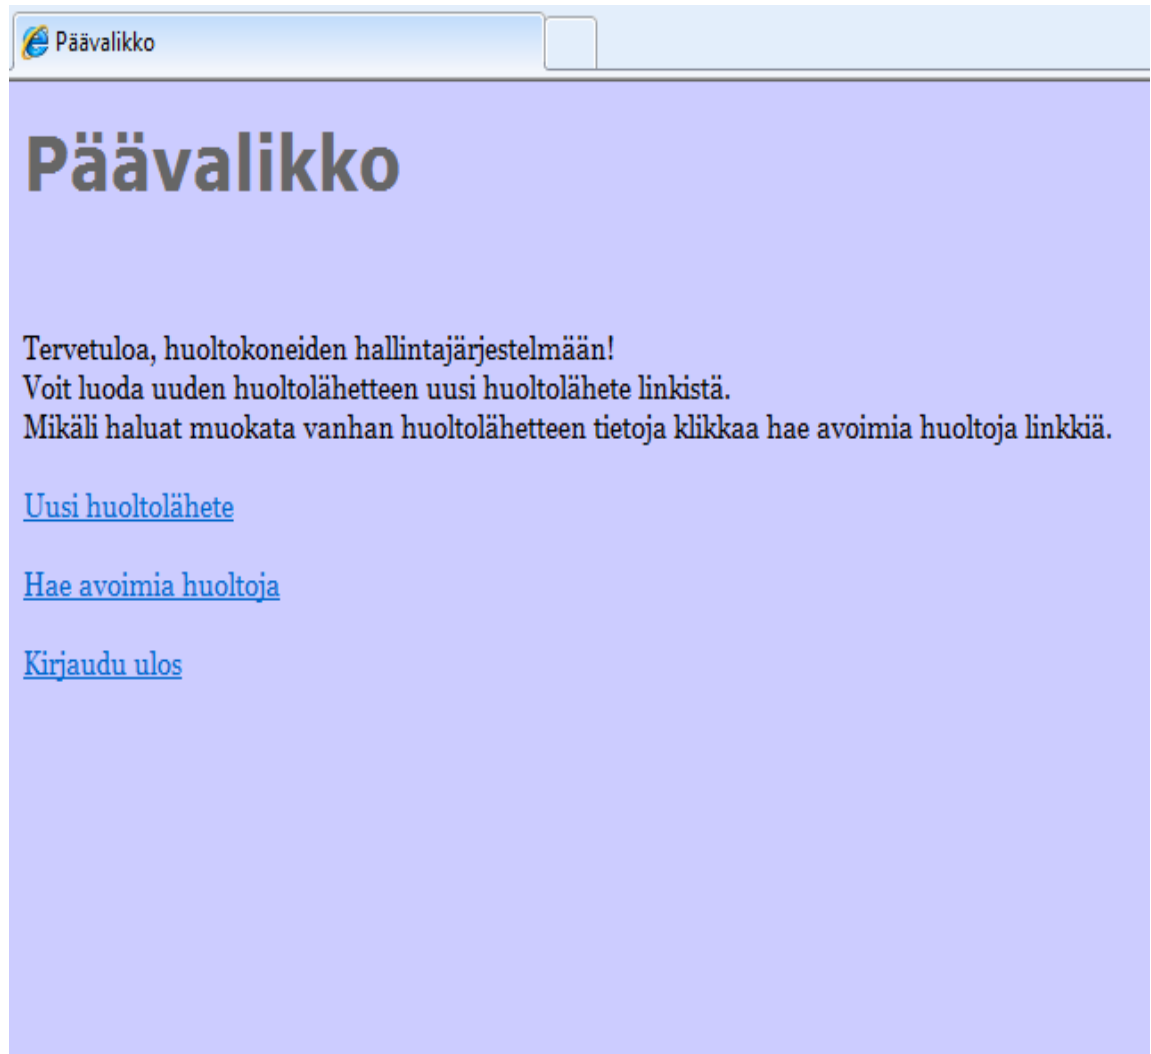 Päävalikko
Päävalikko
Tervetuloa, huoltokoneiden hallintajärjestelmään!
Voit luoda uuden huoltolähetteen uusi huoltolähete linkistä.
Mikäli haluat muokata vanhan huoltolähetteen tietoja klikkaa hae avoimia huoltoja linkkiä.
Uusi huoltolähete
Hae avoimia huoltoja
Kirjaudu ulos